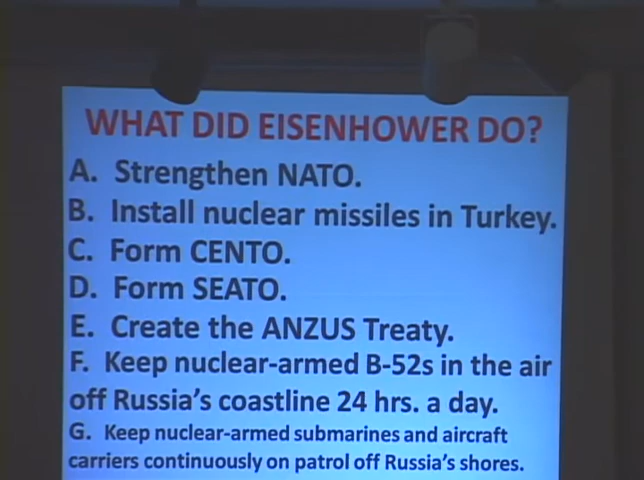 WHAT DID EISENHOWER DO?
A. Strengthen NATO.
B. Install nuclear missiles in Turkey.
C. Form CENTO.
D. Form SEATO.
E. Create the ANZUS Treaty.
F. Keep nuclear-armed B-52s in the air
off Russia's coastline 24 hrs. a day.
G. Keep nuclear-armed submarines and aircraft
carriers continuously on patrol off Russia's shores.